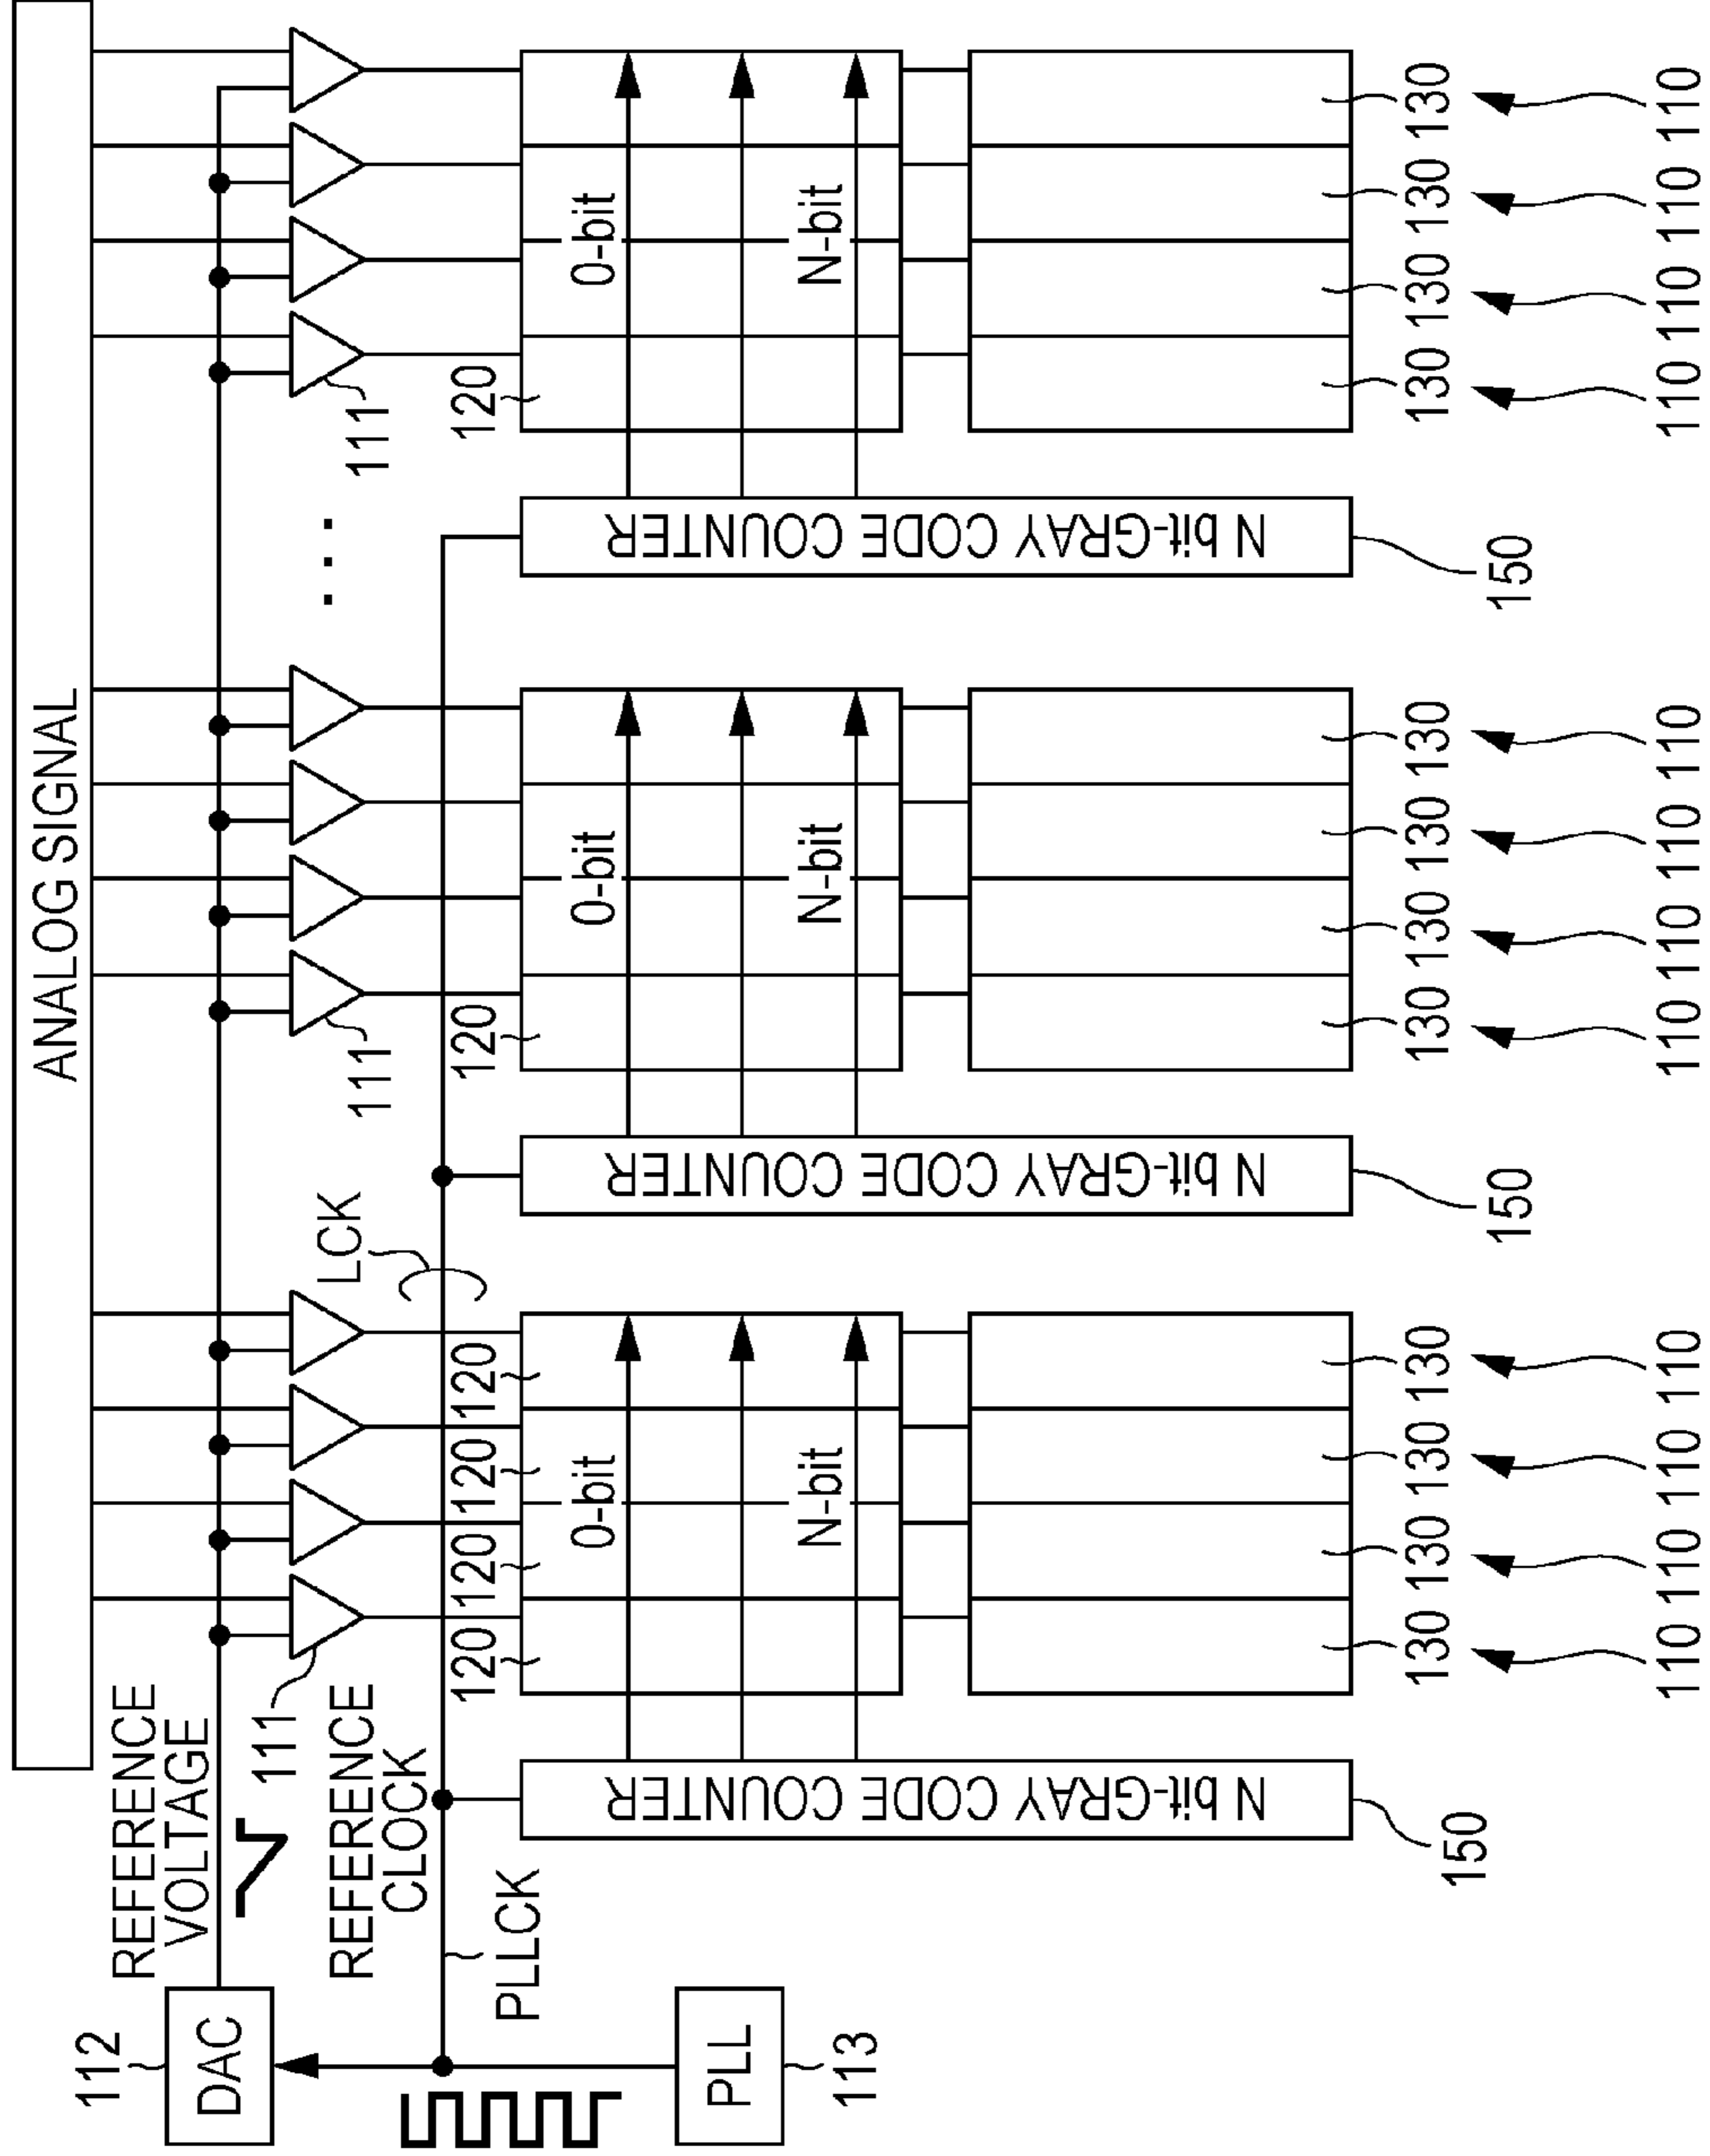 ANALOG SIGNAL
112
REFERENCE
VOLTAGE
DAC
111
REFERENCE
CLOCK
LCK
111
111
120 120 120 120
120
120
PLLCK
0-bit
0-bit
0-bit
PLL
113
N-bit
N-bit
N-bit
N bit-GRAY CODE COUNTER
N bit-GRAY CODE COUNTER
N bit-GRAY CODE COUNTER
130 130 130 130
130 130 130 130
130 130 130 130
150
150
150
110 110 110 110
110 110 110 110
110 110 110 110